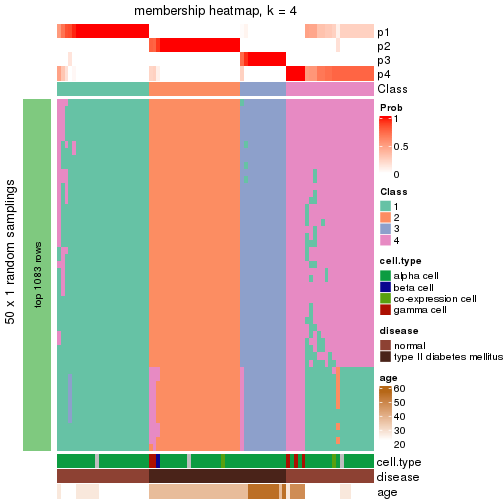 membership heatmap, k = 4
p1
p2
p3
p4
Class
50 x 1 random samplings
top 1083 rows
cell.type
disease
age
Prob
1
0.5
0
Class
1
2
3
4
cell.type
alpha cell
beta cell
co-expression cell
gamma cell
disease
normal
type II diabetes mellitus
age
60
50
40
30
20